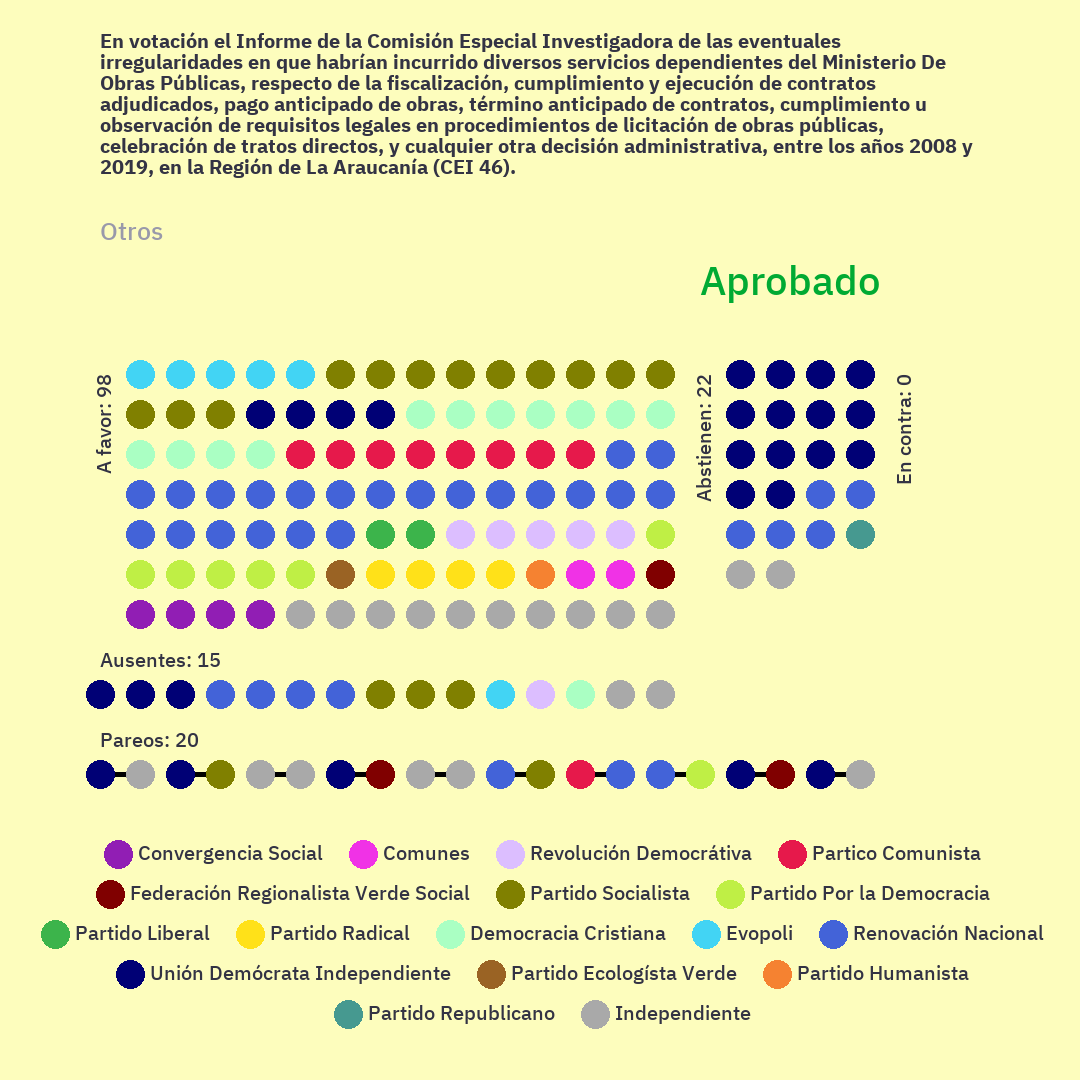 En votación el Informe de la Comisión Especial Investigadora de las eventuales
irregularidades en que habrían incurrido diversos servicios dependientes del Ministerio De
Obras Públicas, respecto de la fiscalización, cumplimiento y ejecución de contratos
adjudicados, pago anticipado de obras, término anticipado de contratos, cumplimiento u
observación de requisitos legales en procedimientos de licitación de obras públicas,
celebración de tratos directos, y cualquier otra decisión administrativa, entre los años 2008 y
2019, en la Región de La Araucanía (CEI 46).
Otros
Aprobado
A favor: 98
Abstienen: 22
En contra: 0
Ausentes: 15
Pareos: 20
Convergencia Social Comunes Revolución Demócrátiva Partico Comunista
Federación Regionalista Verde Social Partido Socialista Partido Por la Democracia
Partido Liberal Partido Radical Democracia Cristiana Evopoli Renovación Nacional
Unión Demócrata Independiente Partido Ecologísta Verde Partido Humanista
Partido Republicano Independiente